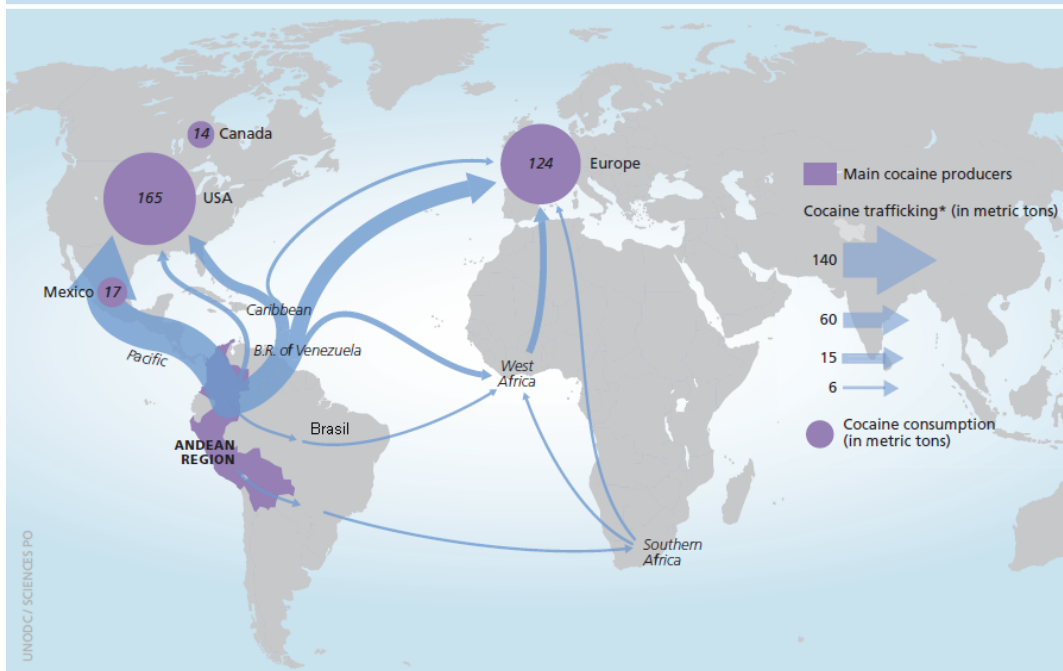 14 Canada
165 USA
124 Europe
Main cocaine producers
Cocaine trafficking* (in metric tons)
140
60
15
6
Cocaine consumption
(in metric tons)
Mexico 17
Caribbean
Pacific
B.R. of Venezuela
West
Africa
Brasil
ANDEAN
REGION
Southern
Africa
UNODC / SCIENCES PO